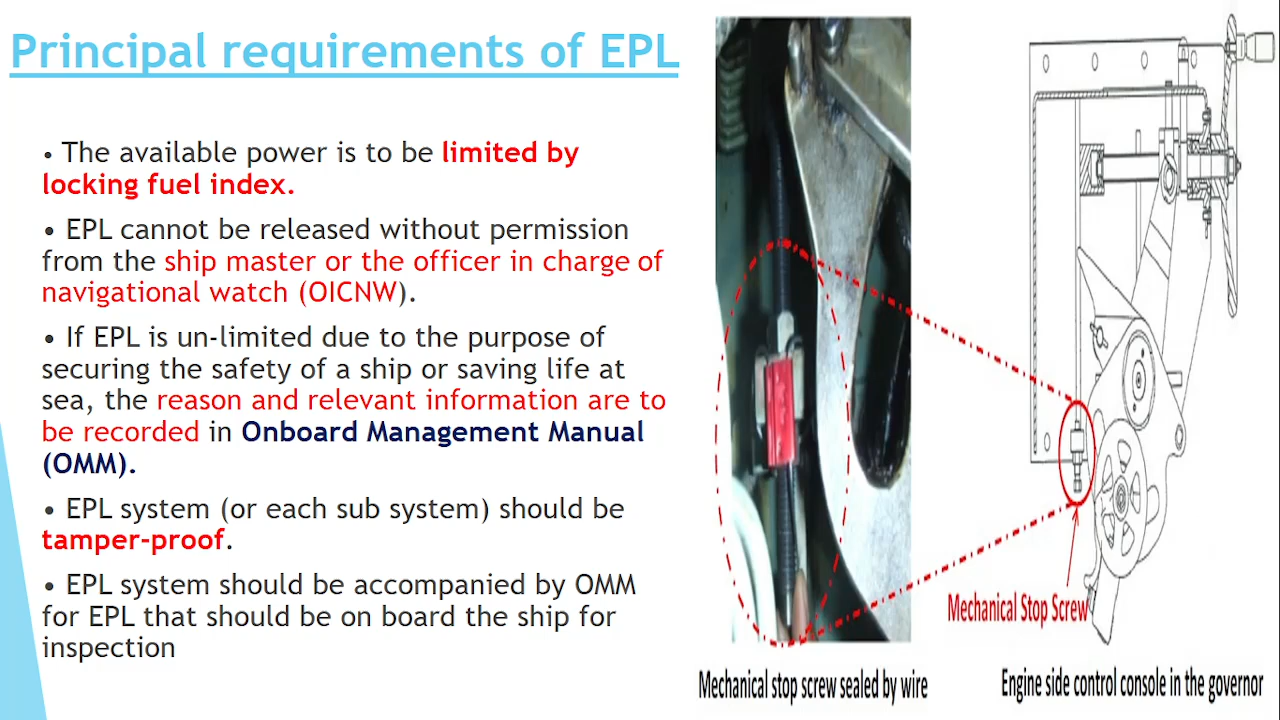 Principal requirements of EPL
• The available power is to be limited by
locking fuel index.
• EPL cannot be released without permission
from the ship master or the officer in charge of
navigational watch (OICNW).
• If EPL is un-limited due to the purpose of
securing the safety of a ship or saving life at
sea, the reason and relevant information are to
be recorded in Onboard Management Manual
(OMM).
• EPL system (or each sub system) should be
tamper-proof.
• EPL system should be accompanied by OMM
for EPL that should be on board the ship for
inspection
Mechanical Stop Screw
Mechanical stop screw sealed by wire
Engine side control console in the governor